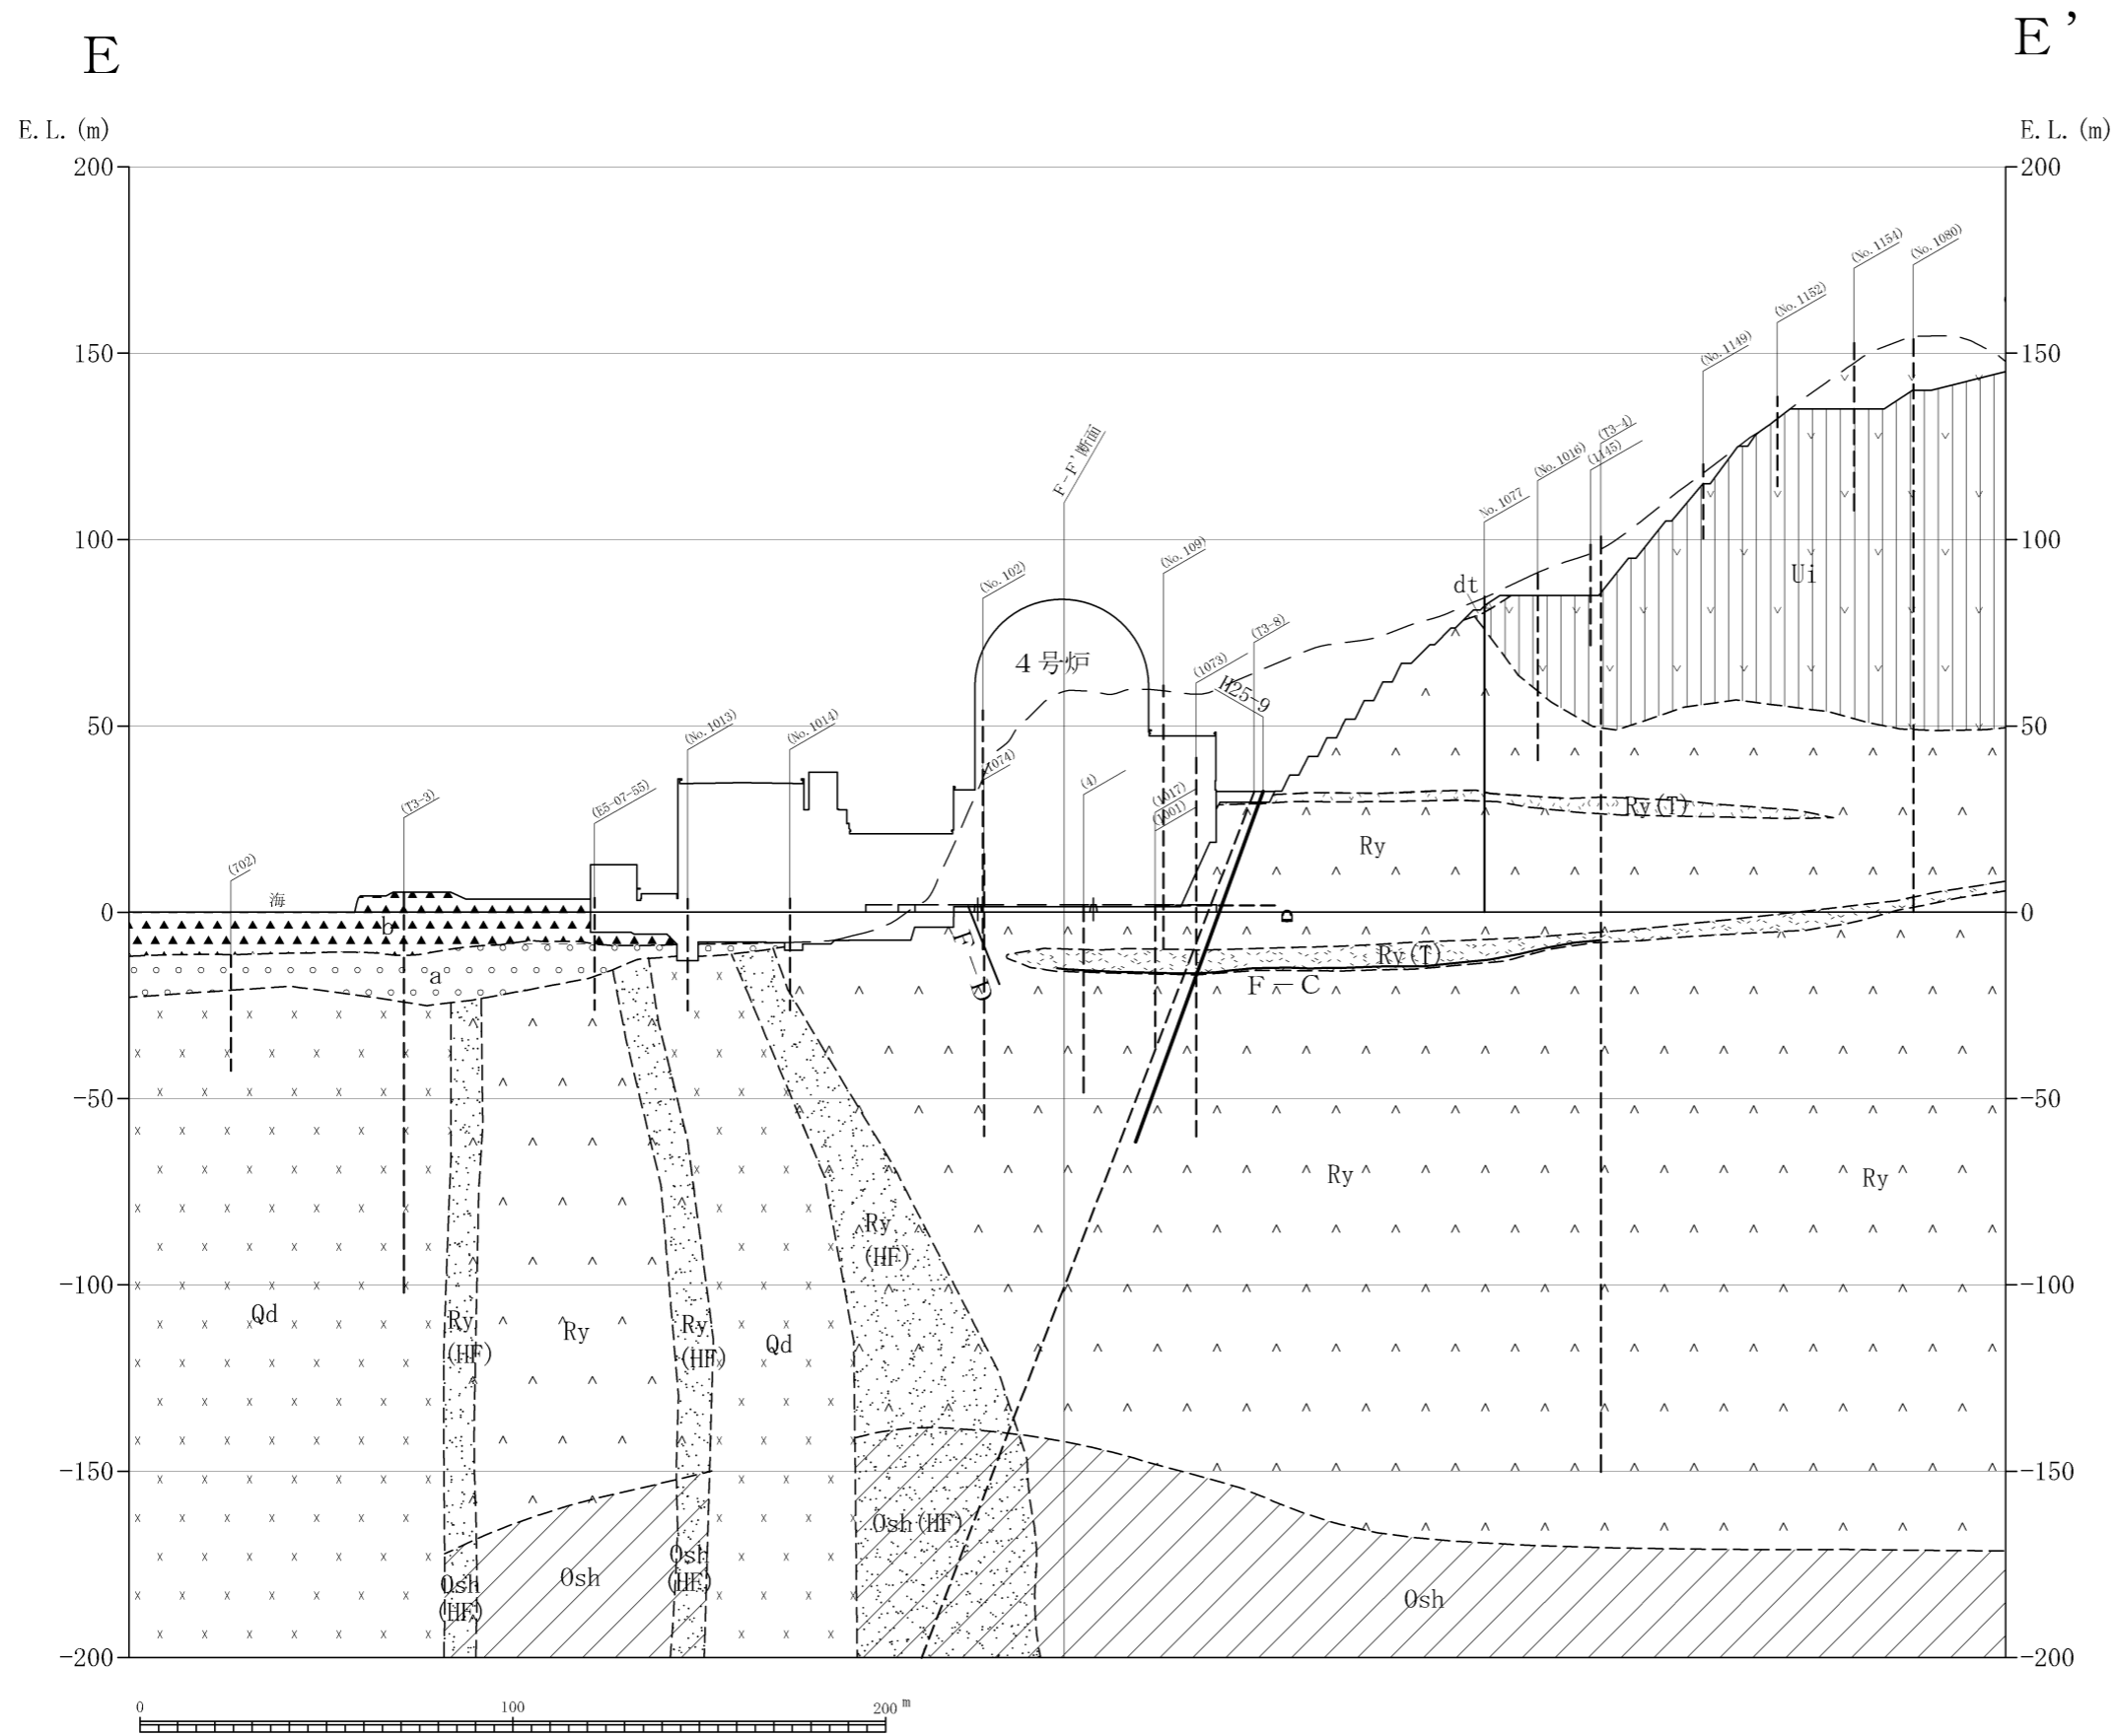 E
E'
E.L.(m)
E.L.(m)
200
200
150
150
100
100
50
50
0
0
-50
-50
-100
-100
-150
-150
-200
-200
(No.1154)
(No.1080)
(No.1152)
(No.1149)
(T3-4)
(1145)
(No.1016)
No.1077
F-F'断面
(No.109)
(No.102)
dt
Ui
(T3-8)
4号炉
(1073)
H25-9
(No.1013)
(No.1014)
(1074)
(4)
(1017)
(1001)
(T3-3)
(E5-07-55)
Ry(T)
Ry
(702)
海
b
D
F-D
Ry(T)
a
F-C
Ry
Ry
Ry
(HF)
Qd
Ry
(HF)
Ry
Ry
(HF)
Qd
Osh(HF)
Osh
(HF)
Osh
Osh
(HF)
Osh
0
100
200 m